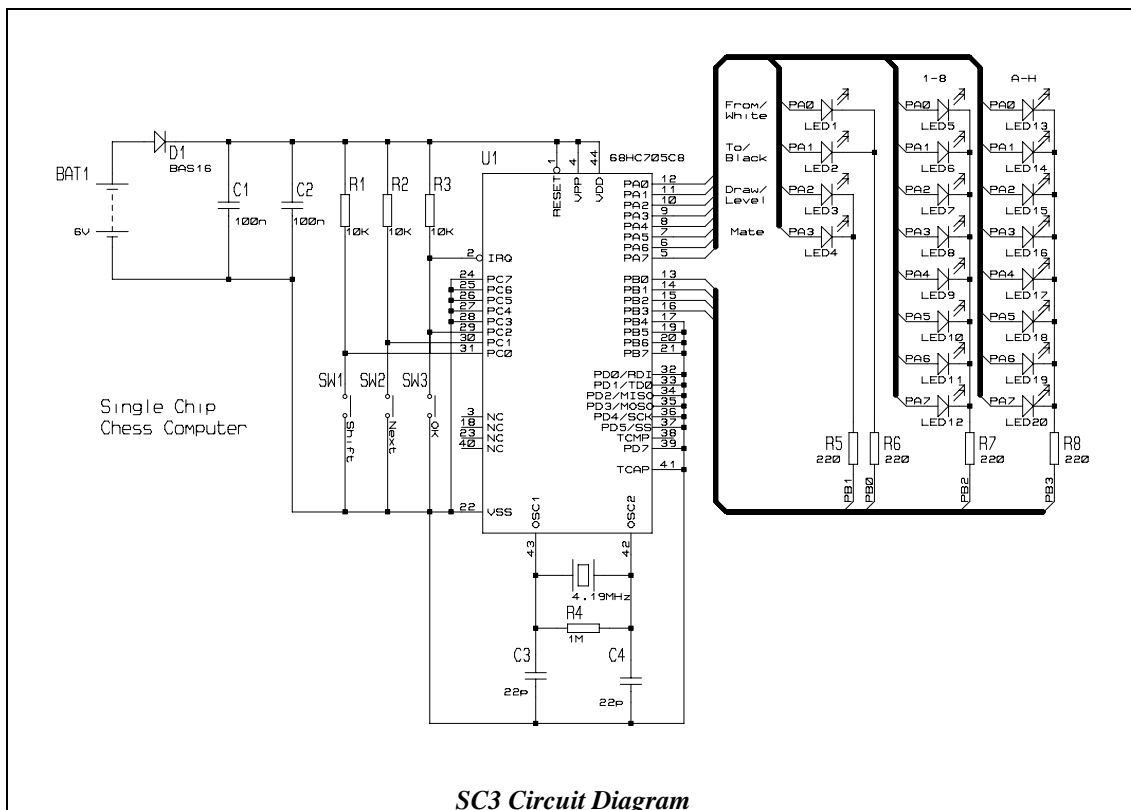 BAT1
6V
D1
BAS16
C1
100n
C2
100n
R1
10K
R2
10K
R3
10K
SW1
Shift
SW2
Next
SW3
OK
Single Chip
Chess Computer
U1
68HC705C8
1 RESET
4 VPP
44 VDD
2 IRQ
24 PC7
25 PC6
26 PC5
27 PC4
28 PC3
29 PC2
30 PC1
31 PC0
3 NC
18 NC
23 NC
40 NC
22 VSS
PA0 12
PA1 11
PA2 10
PA3 9
PA4 8
PA5 7
PA6 6
PA7 5
PB0 13
PB1 14
PB2 15
PB3 16
PB4 17
PB5 19
PB6 20
PB7 21
PD0/RDI 32
PD1/TD0 33
PD2/MISO 34
PD3/MOSO 35
PD4/SCK 36
PD5/SS 37
TCMP 38
PD7 39
TCAP 41
OSC1
43
OSC2
42
4.19MHz
R4
1M
C3
22p
C4
22p
From/
White
To/
Black
Draw/
Level
Mate
PA0 LED1
PA1 LED2
PA2 LED3
PA3 LED4
1-8
PA0 LED5
PA1 LED6
PA2 LED7
PA3 LED8
PA4 LED9
PA5 LED10
PA6 LED11
PA7 LED12
A-H
PA0 LED13
PA1 LED14
PA2 LED15
PA3 LED16
PA4 LED17
PA5 LED18
PA6 LED19
PA7 LED20
R5
220
PB1
R6
220
PB0
R7
220
PB2
R8
220
PB3
SC3 Circuit Diagram